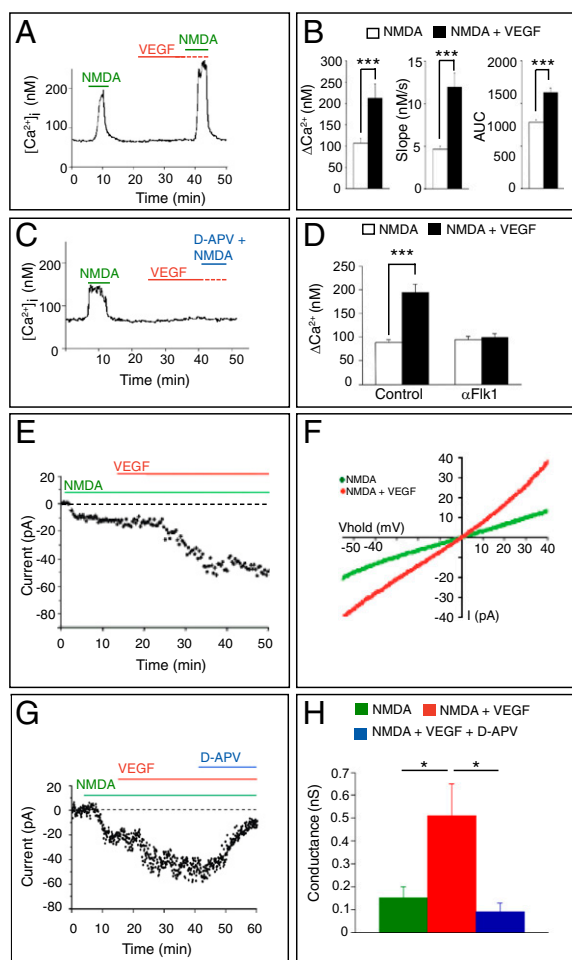 A
VEGF
NMDA
NMDA
[Ca²⁺]ᵢ (nM)
200
100
0
0 10 20 30 40 50
Time (min)
B
NMDA NMDA + VEGF
ΔCa²⁺ (nM)
300
250
200
150
100
50
0
***
Slope (nM/s)
15
10
5
0
***
AUC
2000
1500
1000
500
0
***
C
D-APV +
NMDA
VEGF
NMDA
[Ca²⁺]ᵢ (nM)
200
100
0
0 10 20 30 40 50
Time (min)
D
NMDA NMDA + VEGF
ΔCa²⁺ (nM)
250
200
150
100
50
0
***
Control αFlk1
E
VEGF
NMDA
Current (pA)
20
0
-20
-40
-60
-80
0 10 20 30 40 50
Time (min)
F
NMDA
NMDA + VEGF
Vhold (mV)
40
30
20
10
-20
-30
-40
-50 -40
10 20 30 40
I (pA)
G
D-APV
VEGF
NMDA
Current (pA)
20
0
-20
-40
-60
-80
0 10 20 30 40 50 60
Time (min)
H
NMDA NMDA + VEGF
NMDA + VEGF + D-APV
Conductance (nS)
0.7
0.6
0.5
0.4
0.3
0.2
0.1
0
* *